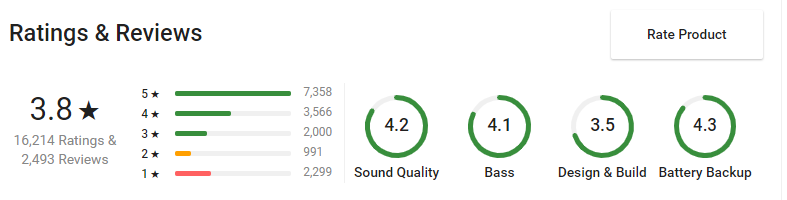 Ratings & Reviews
Rate Product
3.8 ★
16,214 Ratings &
2,493 Reviews
5 ★ 7,358
4 ★ 3,566
3 ★ 2,000
2 ★ 991
1 ★ 2,299
4.2
Sound Quality
4.1
Bass
3.5
Design & Build
4.3
Battery Backup